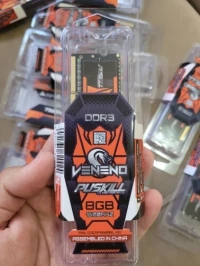 DDR3
VENENO
PUSKILL
8GB
ASSEMBLED IN CHINA